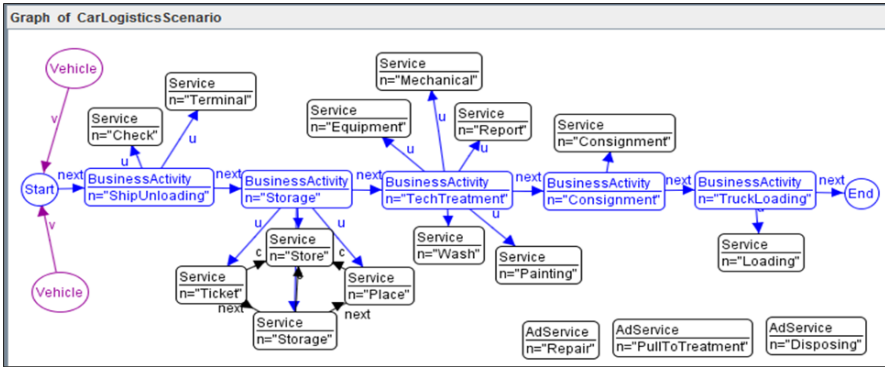 Graph of CarLogisticsScenario
Vehicle
v
Service
n="Check"
Service
n="Terminal"
u
u
Service
n="Mechanical"
Service
n="Equipment"
Service
n="Report"
u
u
u
Service
n="Consignment"
Start
next
BusinessActivity
n="ShipUnloading"
next
BusinessActivity
n="Storage"
next
BusinessActivity
n="TechTreatment"
next
BusinessActivity
n="Consignment"
next
BusinessActivity
n="TruckLoading"
next
End
v
Vehicle
u
u
Service
n="Store"
c
c
Service
n="Ticket"
Service
n="Place"
next
next
Service
n="Storage"
Service
n="Wash"
u
Service
n="Painting"
Service
n="Loading"
AdService
n="Repair"
AdService
n="PullToTreatment"
AdService
n="Disposing"